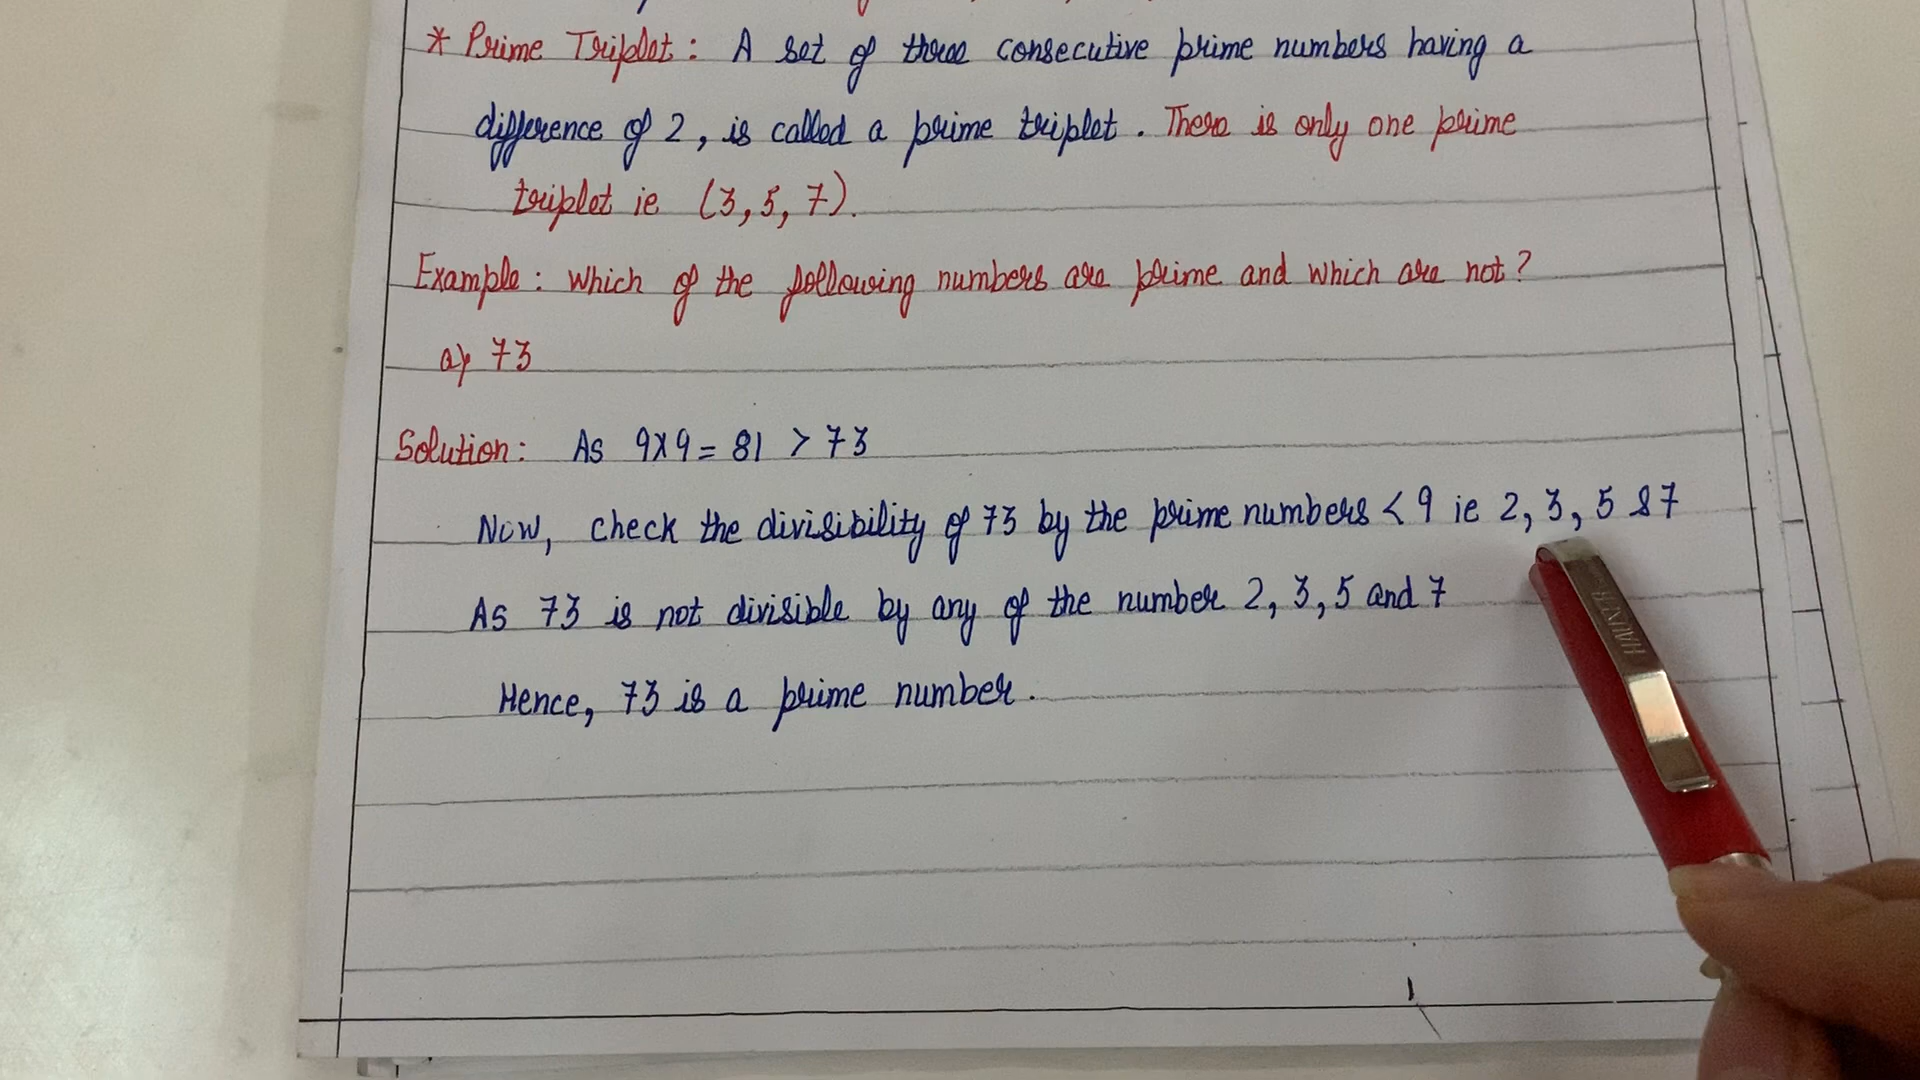 * Prime Triplet: A set of three consecutive prime numbers having a
difference of 2, is called a prime triplet. There is only one prime
triplet ie (3, 5, 7).
Example: Which of the following numbers are prime and which are not?
a) 73
Solution: As 9x9 = 81 > 73
Now, check the divisibility of 73 by the prime numbers < 9 ie 2, 3, 5 & 7
As 73 is not divisible by any of the number 2, 3, 5 and 7
Hence, 73 is a prime number.